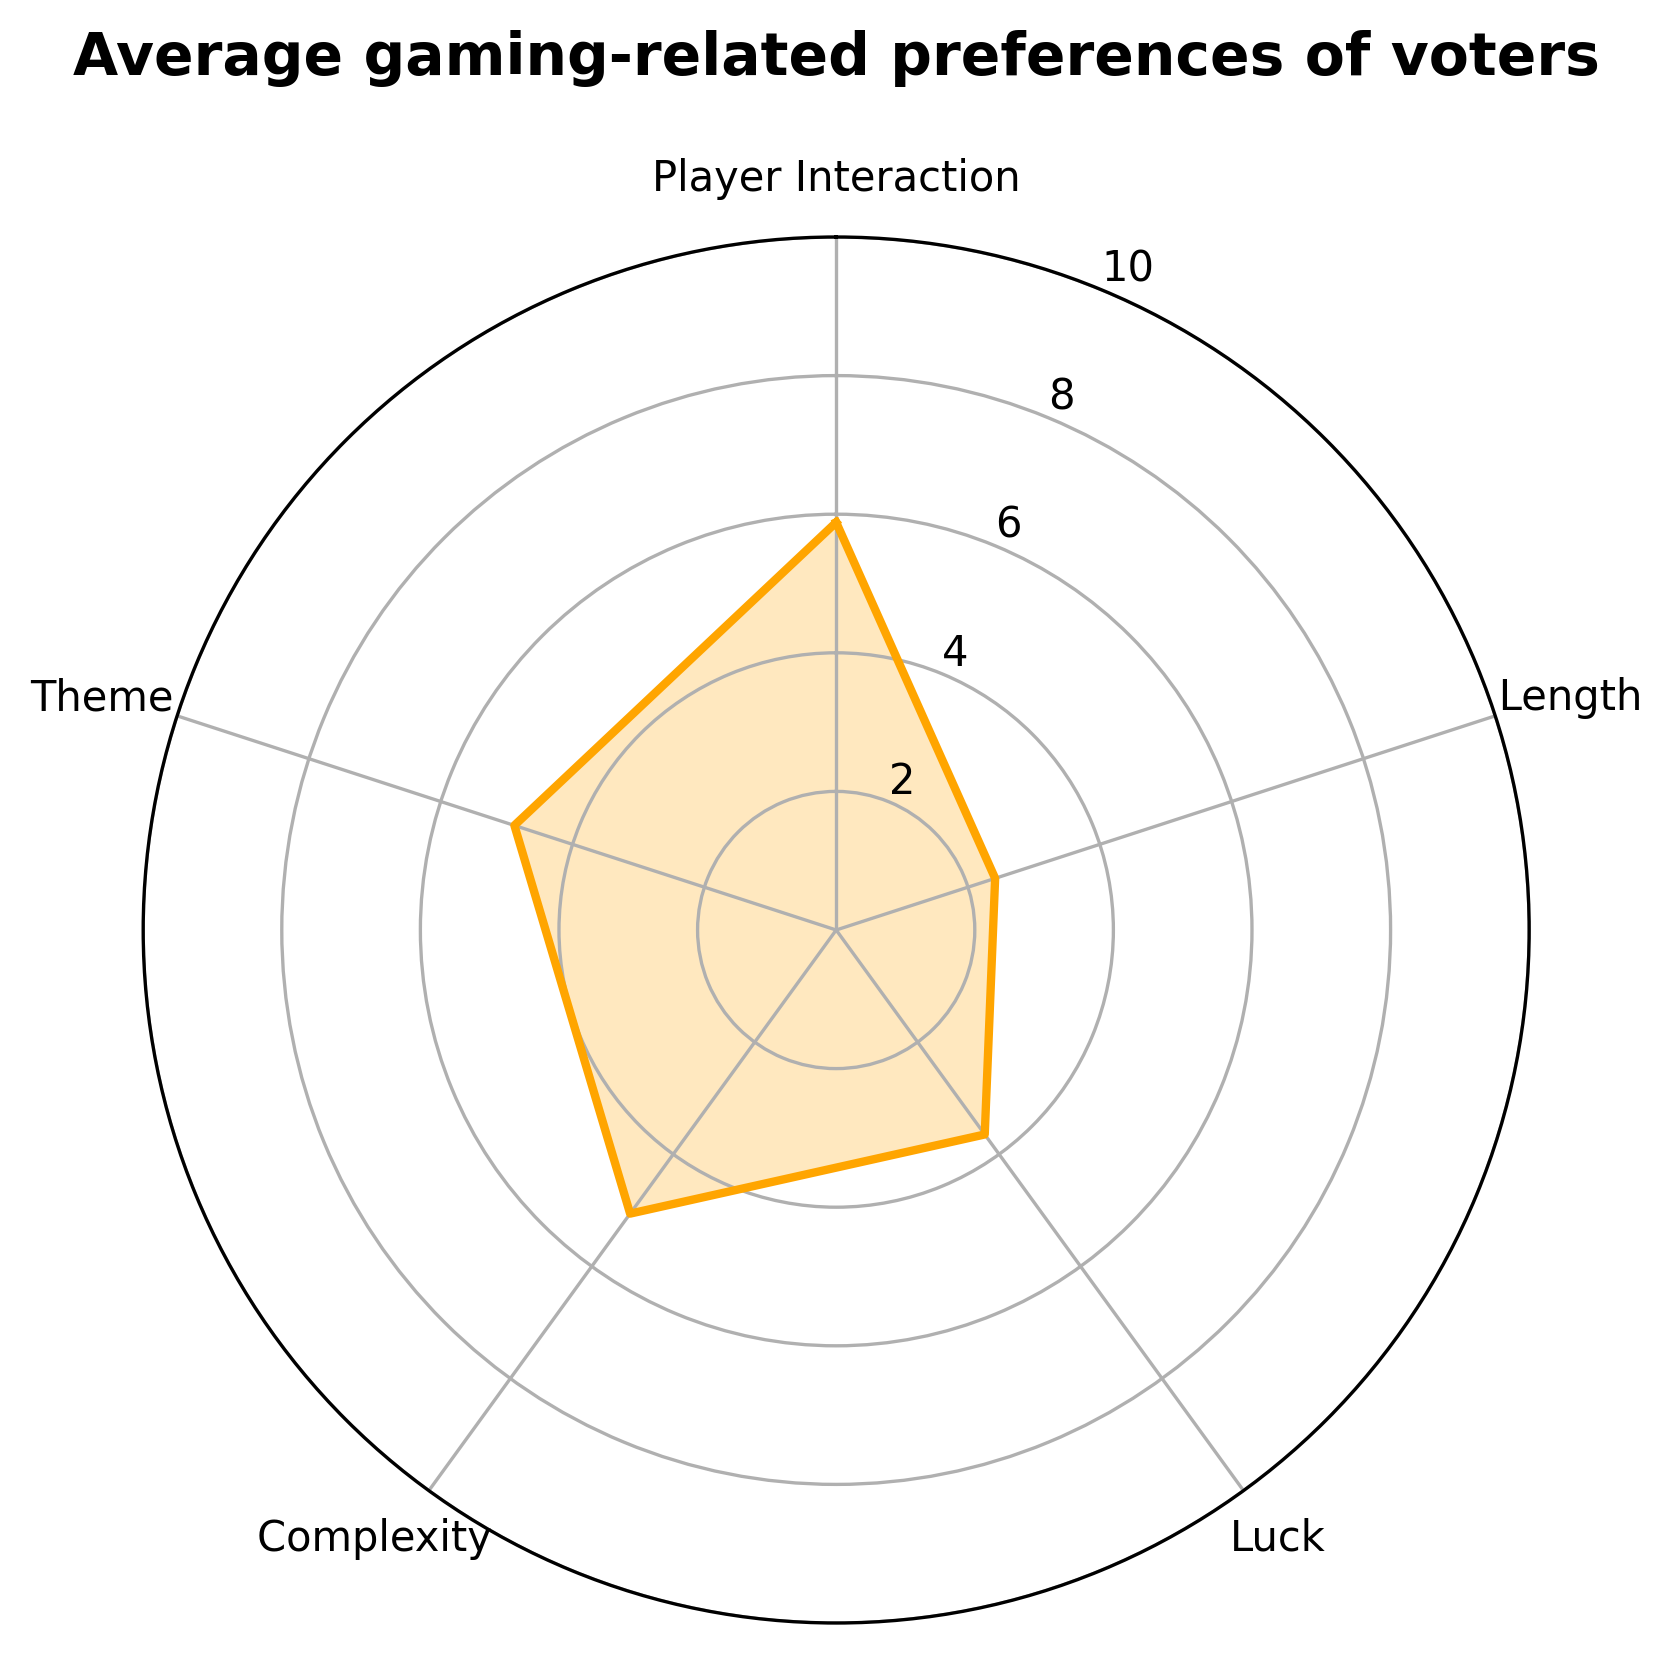 Average gaming-related preferences of voters
Player Interaction
10
8
6
4
2
Theme
Length
Complexity
Luck